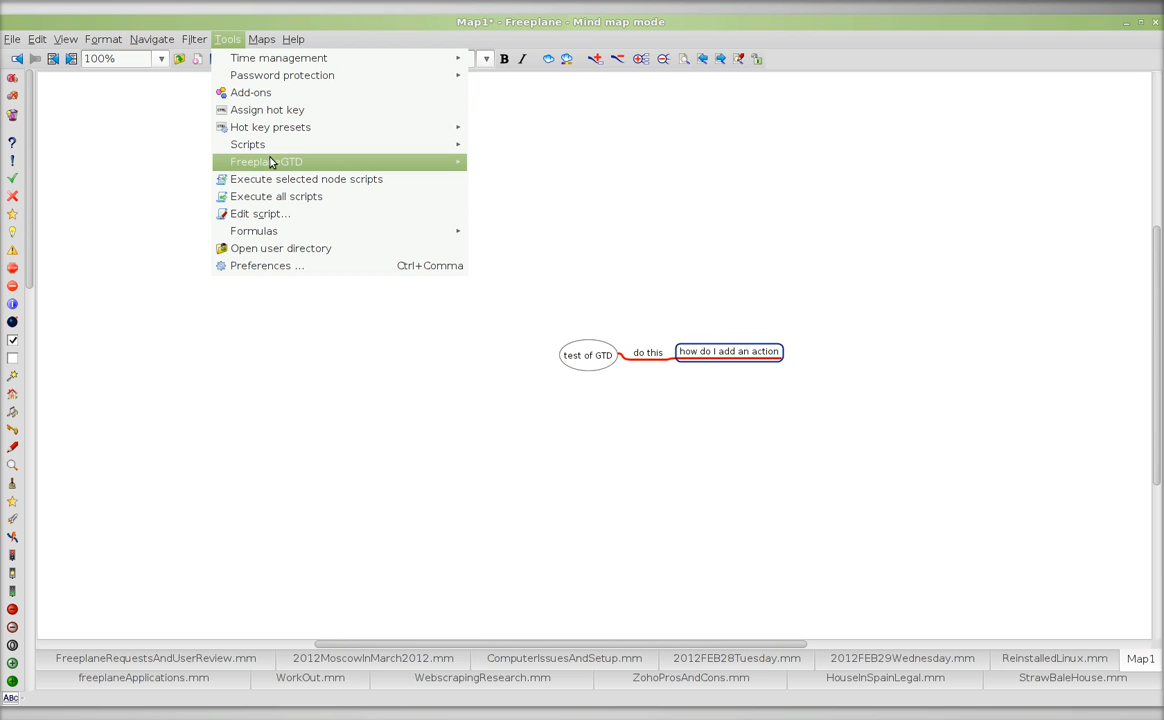 Map1* - Freeplane - Mind map mode
File Edit View Format Navigate Filter Tools Maps Help
100%
Time management
Password protection
Add-ons
Assign hot key
Hot key presets
Scripts
GTD
Execute selected node scripts
Execute all scripts
Edit script...
Formulas
Open user directory
Preferences ... Ctrl+Comma
test of GTD do this how do I add an action
FreeplaneRequestsAndUserReview.mm 2012MoscowInMarch2012.mm1 ComputerIssuesAndSetup.mm 2012FEB28Tuesday.mm 2012FEB29Wednesday.mm ReinstalledLinux.mm Map1
freeplaneApplications.mm WorkOut.mm WebscrapingResearch.mm ZohoProsAndCons.mm HouseInSpainLegal.mm StrawBaleHouse.mm